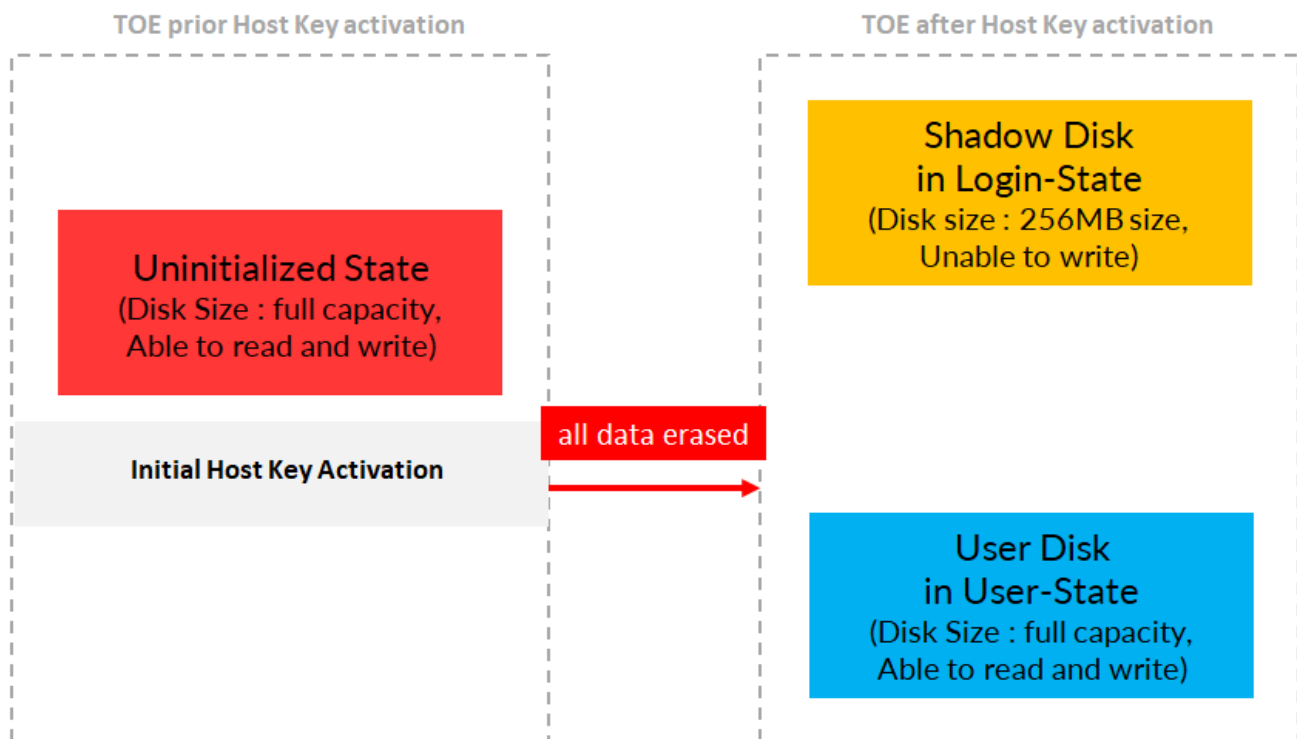 TOE prior Host Key activation
Uninitialized State
(Disk Size : full capacity,
Able to read and write)
Initial Host Key Activation
all data erased
TOE after Host Key activation
Shadow Disk
in Login-State
(Disk size : 256MB size,
Unable to write)
User Disk
in User-State
(Disk Size : full capacity,
Able to read and write)